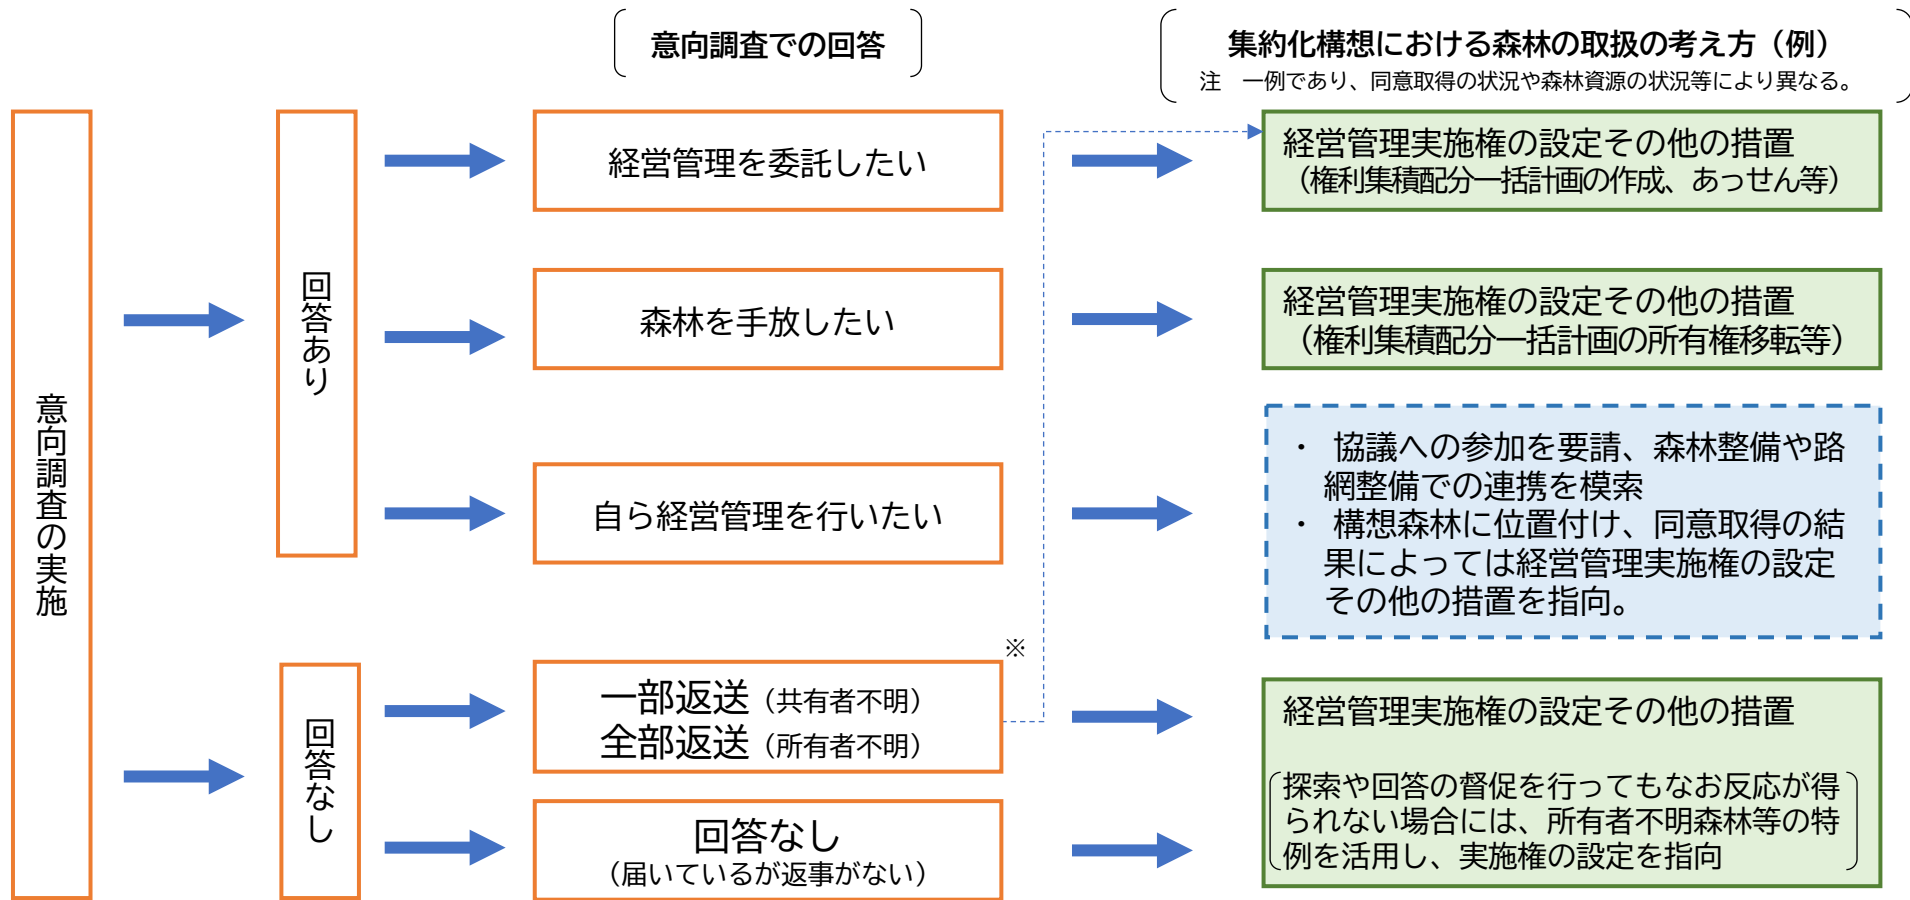 意向調査での回答
集約化構想における森林の取扱の考え方（例）
注　一例であり、同意取得の状況や森林資源の状況等により異なる。
意向調査の実施
回答あり
経営管理を委託したい
経営管理実施権の設定その他の措置
（権利集積配分一括計画の作成、あっせん等）
森林を手放したい
経営管理実施権の設定その他の措置
（権利集積配分一括計画の所有権移転等）
自ら経営管理を行いたい
・ 協議への参加を要請、森林整備や路
網整備での連携を模索
・ 構想森林に位置付け、同意取得の結
果によっては経営管理実施権の設定
その他の措置を指向。
回答なし
一部返送（共有者不明）
全部返送（所有者不明）
※
回答なし
（届いているが返事がない）
経営管理実施権の設定その他の措置
探索や回答の督促を行ってもなお反応が得
られない場合には、所有者不明森林等の特
例を活用し、実施権の設定を指向